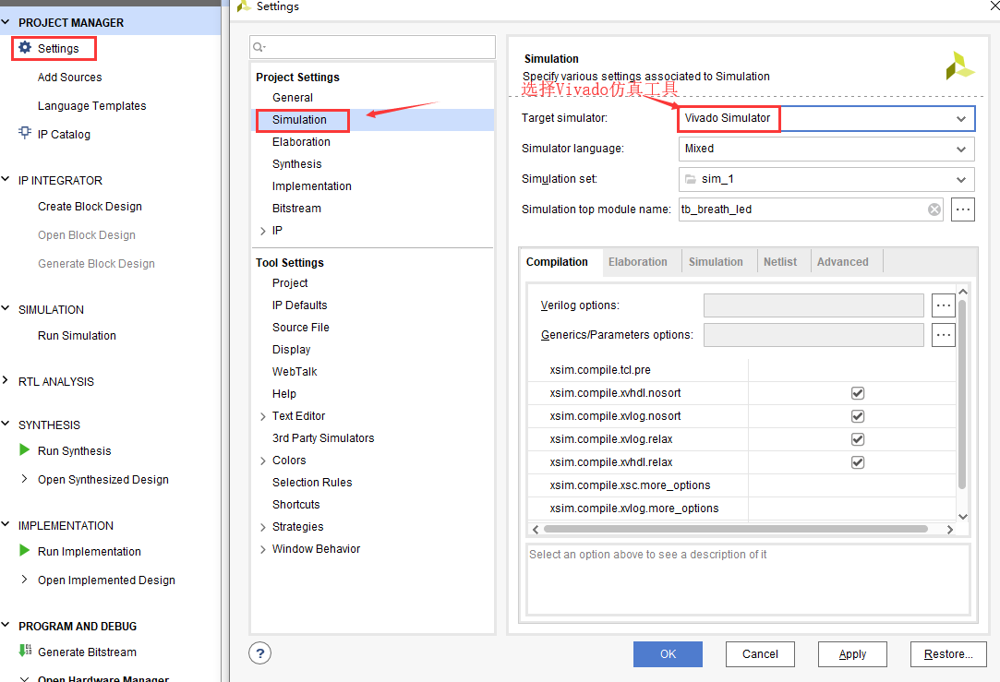 PROJECT MANAGER
Settings
Add Sources
Language Templates
IP Catalog
IP INTEGRATOR
Create Block Design
Open Block Design
Generate Block Design
SIMULATION
Run Simulation
RTL ANALYSIS
SYNTHESIS
Run Synthesis
Open Synthesized Design
IMPLEMENTATION
Run Implementation
Open Implemented Design
PROGRAM AND DEBUG
Generate Bitstream
Open Hardware Manager
Settings
Project Settings
General
Simulation
Elaboration
Synthesis
Implementation
Bitstream
IP
Tool Settings
Project
IP Defaults
Source File
Display
WebTalk
Help
Text Editor
3rd Party Simulators
Colors
Selection Rules
Shortcuts
Strategies
Window Behavior
Simulation
Specify various settings associated to Simulation
选择Vivado仿真工具
Target simulator: Vivado Simulator
Simulator language: Mixed
Simulation set: sim_1
Simulation top module name: tb_breath_led ...
Compilation Elaboration Simulation Netlist Advanced
Verilog options: ...
Generics/Parameters options: ...
xsim.compile.tcl.pre
xsim.compile.xvhdl.nosort
xsim.compile.xvlog.nosort
xsim.compile.xvlog.relax
xsim.compile.xvhdl.relax
xsim.compile.xsc.more_options
xsim.compile.xvlog.more_options
Select an option above to see a description of it
? OK Cancel Apply Restore...